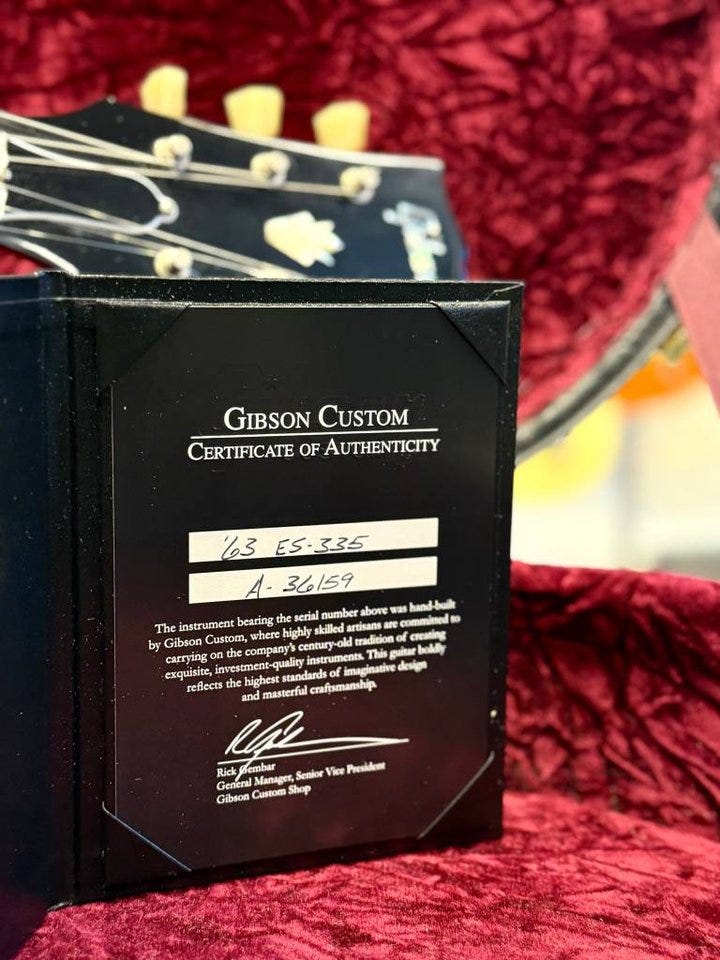 GIBSON CUSTOM
CERTIFICATE OF AUTHENTICITY
'63 ES-335
A-36159
The instrument bearing the serial number above was hand-built
by Gibson Custom, where highly skilled artisans are committed to
carrying on the company's century-old tradition of creating
exquisite, investment-quality instruments. This guitar boldly
reflects the highest standards of imaginative design
and masterful craftsmanship.
Rick Gembar
General Manager, Senior Vice President
Gibson Custom Shop